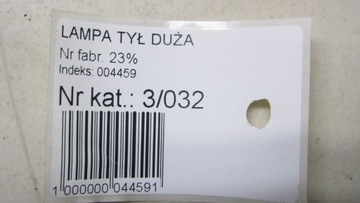 LAMPA TYŁ DUŻA
Nr fabr. 23%
Indeks: 004459
Nr kat.: 3/032
1 000000 044591